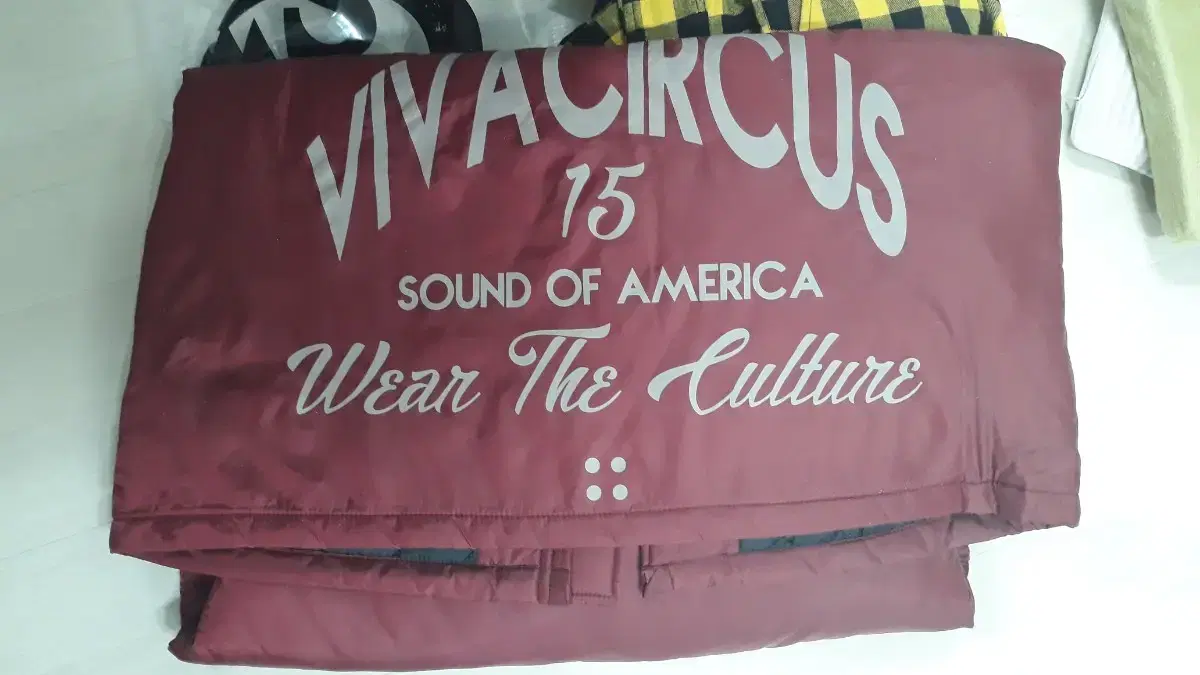 VIVACIRCUS
15
SOUND OF AMERICA
Wear The Culture